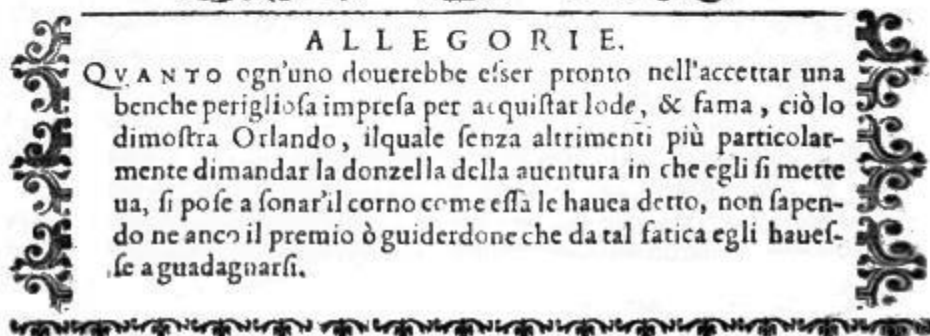 ALLEGORIE.
QVANTO ogn'uno douerebbe eſser pronto nell'accettar una
benche periglioſa impreſa per acquiſtar lode, & fama, ciò lo
dimoſtra Orlando, ilquale ſenza altrimenti più particolar-
mente dimandar la donzella della auentura in che egli ſi mette
ua, ſi poſe a ſonar'il corno come eſſa le hauea detto, non ſapen-
do ne anco il premio ò guiderdone che da tal fatica egli haueſ-
ſe a guadagnarſi.